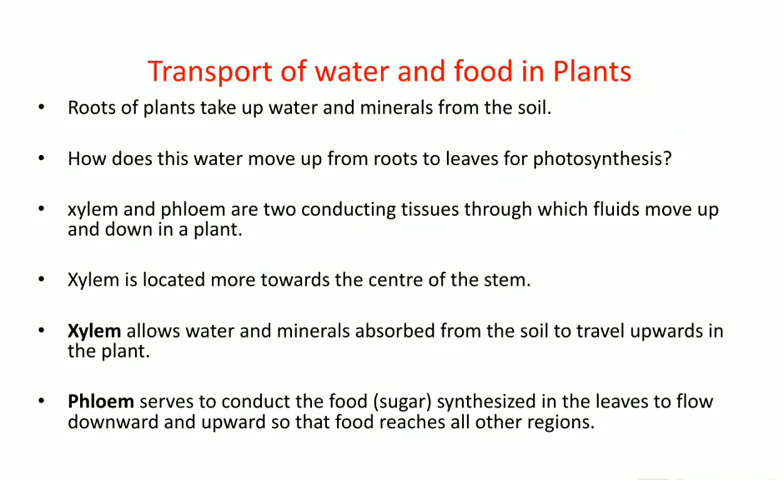 Transport of water and food in Plants
• Roots of plants take up water and minerals from the soil.
• How does this water move up from roots to leaves for photosynthesis?
• xylem and phloem are two conducting tissues through which fluids move up
and down in a plant.
• Xylem is located more towards the centre of the stem.
• Xylem allows water and minerals absorbed from the soil to travel upwards in
the plant.
• Phloem serves to conduct the food (sugar) synthesized in the leaves to flow
downward and upward so that food reaches all other regions.